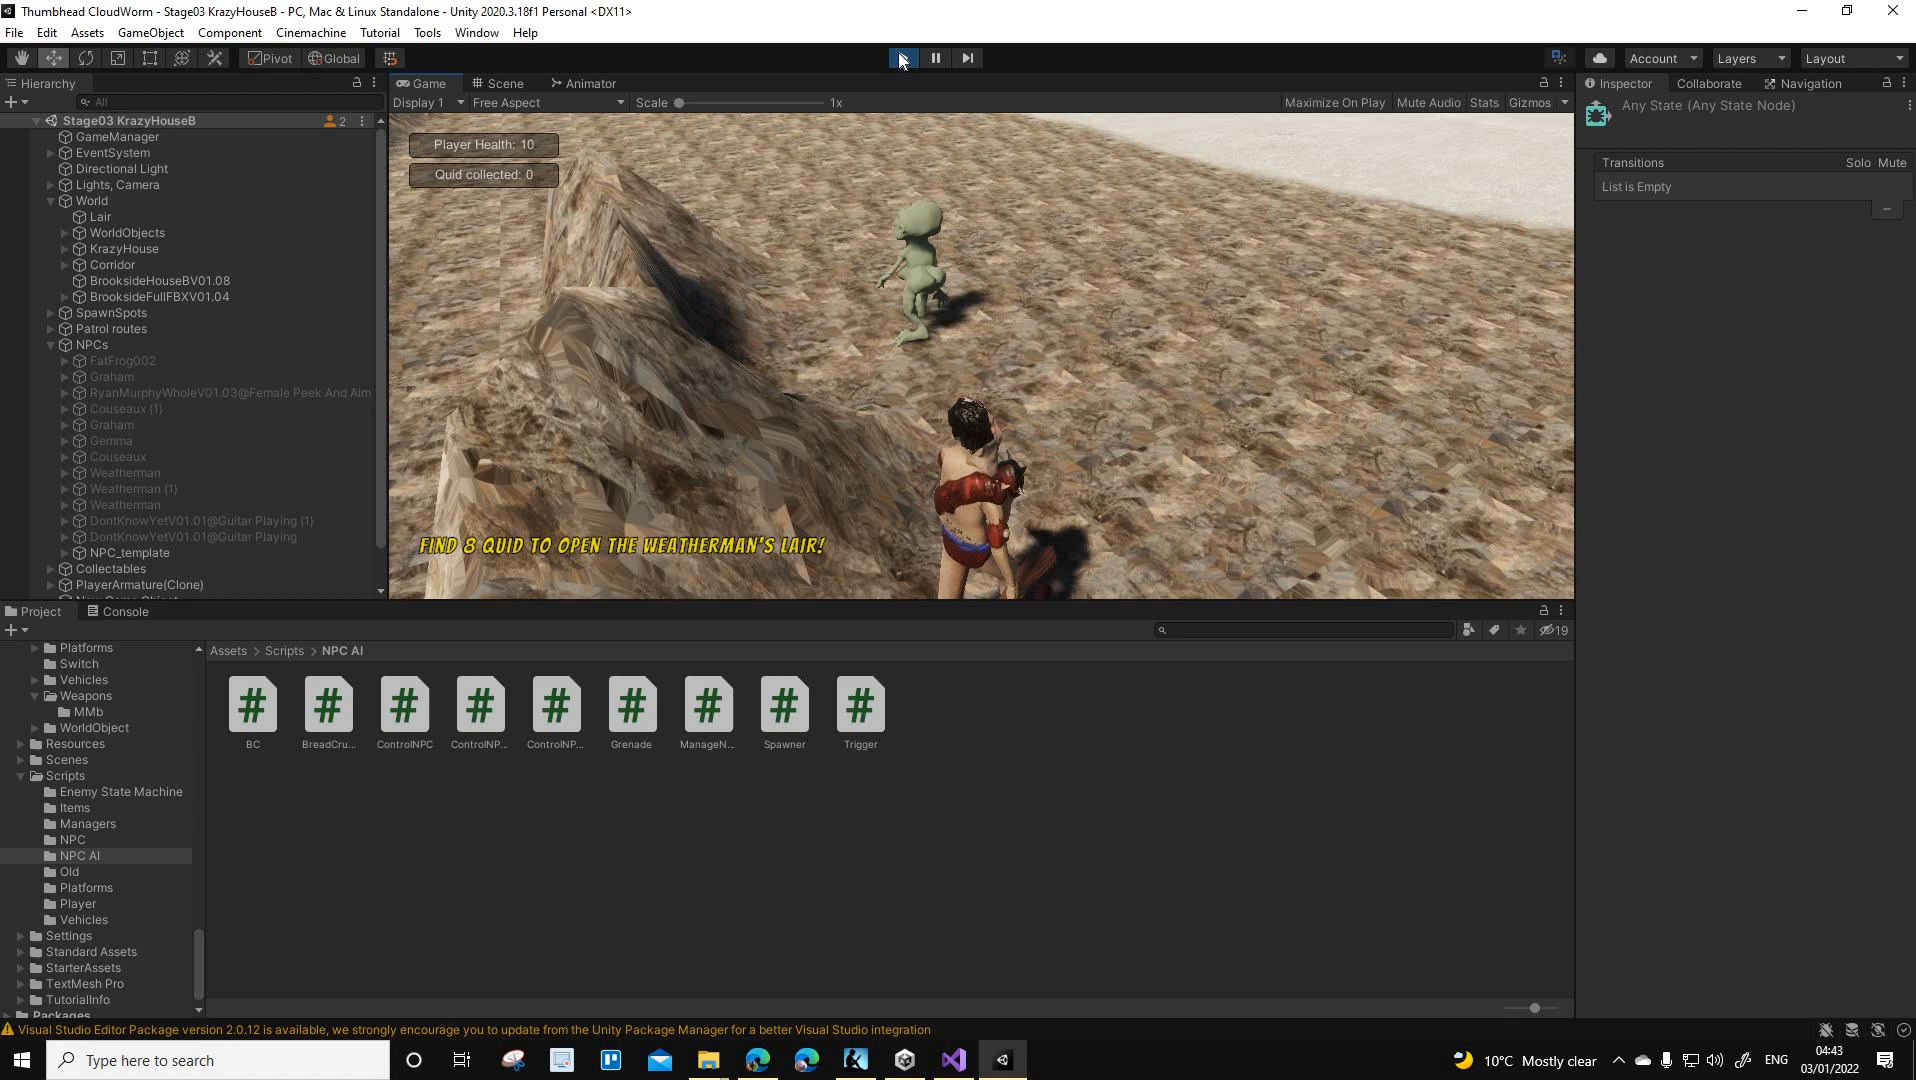 Thumbhead CloudWorm - Stage03 KrazyHouseB - PC, Mac & Linux Standalone - Unity 2020.3.18f1 Personal <DX11>
File Edit Assets GameObject Component Cinemachine Tutorial Tools Window Help
Pivot Global Account Layers Layout
Hierarchy
All
Stage03 KrazyHouseB 2
GameManager
EventSystem
Directional Light
Lights, Camera
World
Lair
WorldObjects
KrazyHouse
Corridor
BrooksideHouseBV01.08
BrooksideFullFBXV01.04
SpawnSpots
Patrol routes
NPCs
FatFrog002
Graham
RyanMurphyWholeV01.03@Female Peek And Aim
Couseaux (1)
Graham
Gemma
Couseaux
Weatherman
Weatherman (1)
Weatherman
DontKnowYetV01.01@Guitar Playing (1)
DontKnowYetV01.01@Guitar Playing
NPC_template
Collectables
PlayerArmature(Clone)
Game Scene Animator
Display 1 Free Aspect Scale 1x Maximize On Play Mute Audio Stats Gizmos
Player Health: 10
Quid collected: 0
FIND 8 QUID TO OPEN THE WEATHERMAN'S LAIR!
Inspector Collaborate Navigation
Any State (Any State Node)
Transitions Solo Mute
List is Empty
Project Console
19
Platforms
Switch
Vehicles
Weapons
MMb
WorldObject
Resources
Scenes
Scripts
Enemy State Machine
Items
Managers
NPC
NPC AI
Old
Platforms
Player
Vehicles
Settings
Standard Assets
StarterAssets
TextMesh Pro
TutorialInfo
Packages
Assets > Scripts > NPC AI
# # # # # # # # #
BC BreadCru... ControlNPC ControlNP... ControlNP... Grenade ManageN... Spawner Trigger
Visual Studio Editor Package version 2.0.12 is available, we strongly encourage you to update from the Unity Package Manager for a better Visual Studio integration
Type here to search
10°C Mostly clear
ENG
04:43
03/01/2022